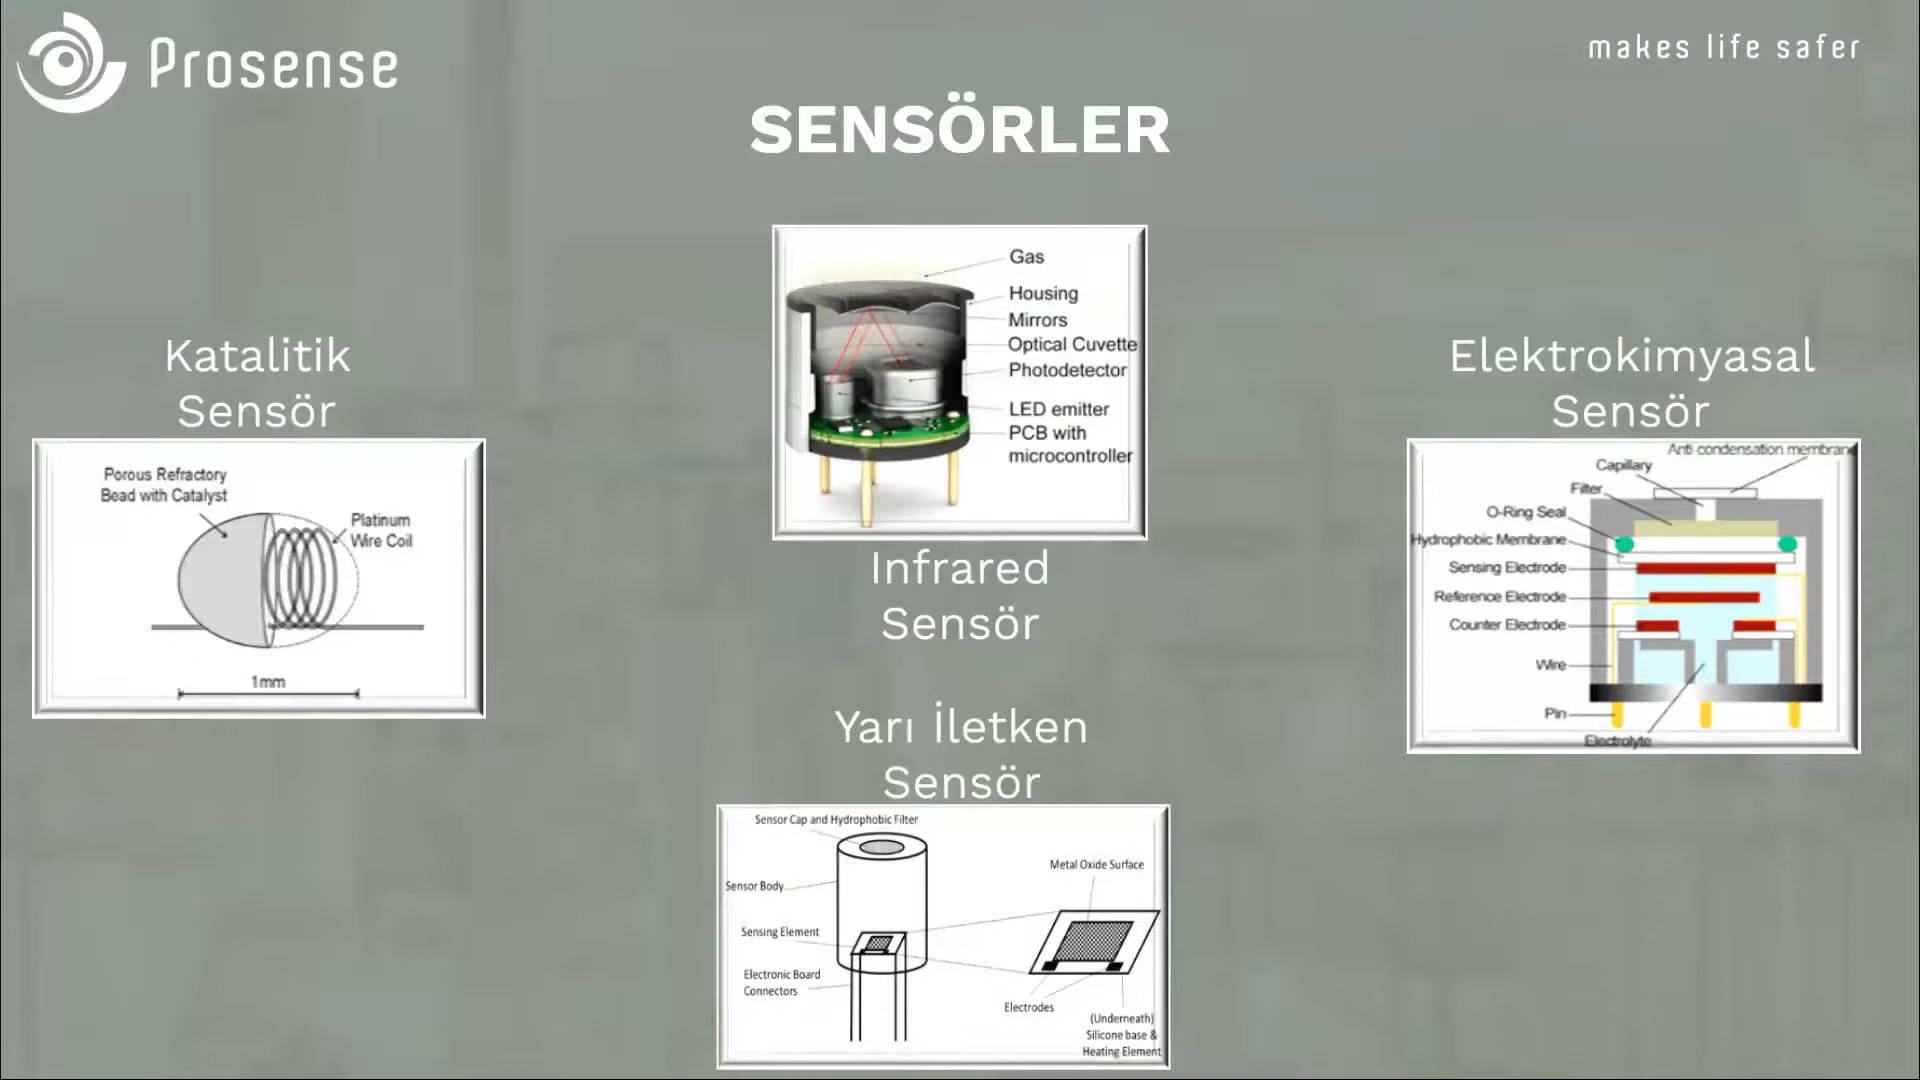 Prosense
makes life safer
SENSÖRLER
Katalitik
Sensör
Porous Refractory
Bead with Catalyst
Platinum
Wire Coil
1mm
Gas
Housing
Mirrors
Optical Cuvette
Photodetector
LED emitter
PCB with
microcontroller
Infrared
Sensör
Elektrokimyasal
Sensör
Anti condensation membrane
Capillary
Filter
O-Ring Seal
Hydrophobic Membrane
Sensing Electrode
Reference Electrode
Counter Electrode
Wire
Pin
Electrolyte
Yarı İletken
Sensör
Sensor Cap and Hydrophobic Filter
Sensor Body
Sensing Element
Electronic Board
Connectors
Metal Oxide Surface
Electrodes
(Underneath)
Silicone base &
Heating Element